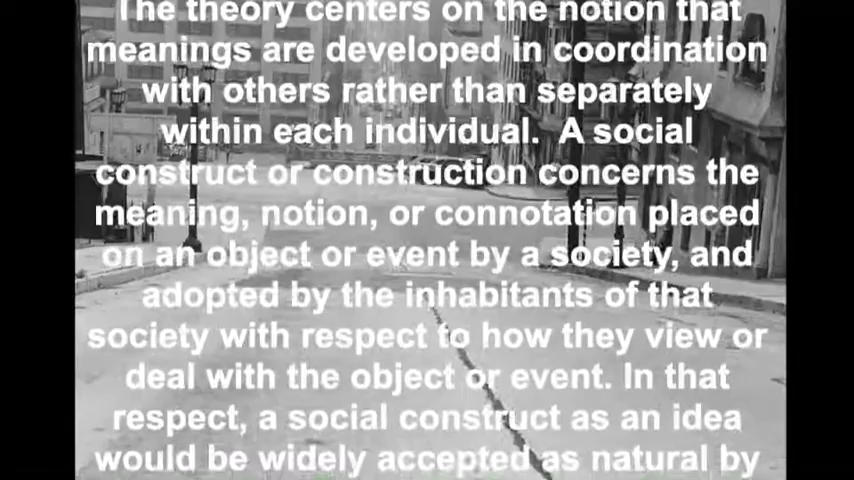 The theory centers on the notion that
meanings are developed in coordination
with others rather than separately
within each individual.  A social
construct or construction concerns the
meaning, notion, or connotation placed
on an object or event by a society, and
adopted by the inhabitants of that
society with respect to how they view or
deal with the object or event. In that
respect, a social construct as an idea
would be widely accepted as natural by